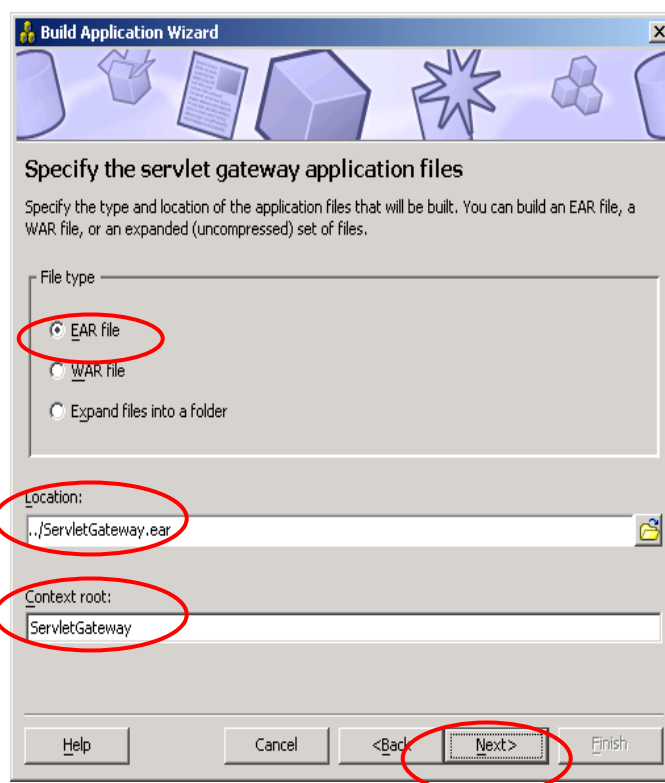 Build Application Wizard
Specify the servlet gateway application files
Specify the type and location of the application files that will be built. You can build an EAR file, a
WAR file, or an expanded (uncompressed) set of files.
File type
EAR file
WAR file
Expand files into a folder
Location:
../ServletGateway.ear
Context root:
ServletGateway
Help Cancel <Back Next> Finish